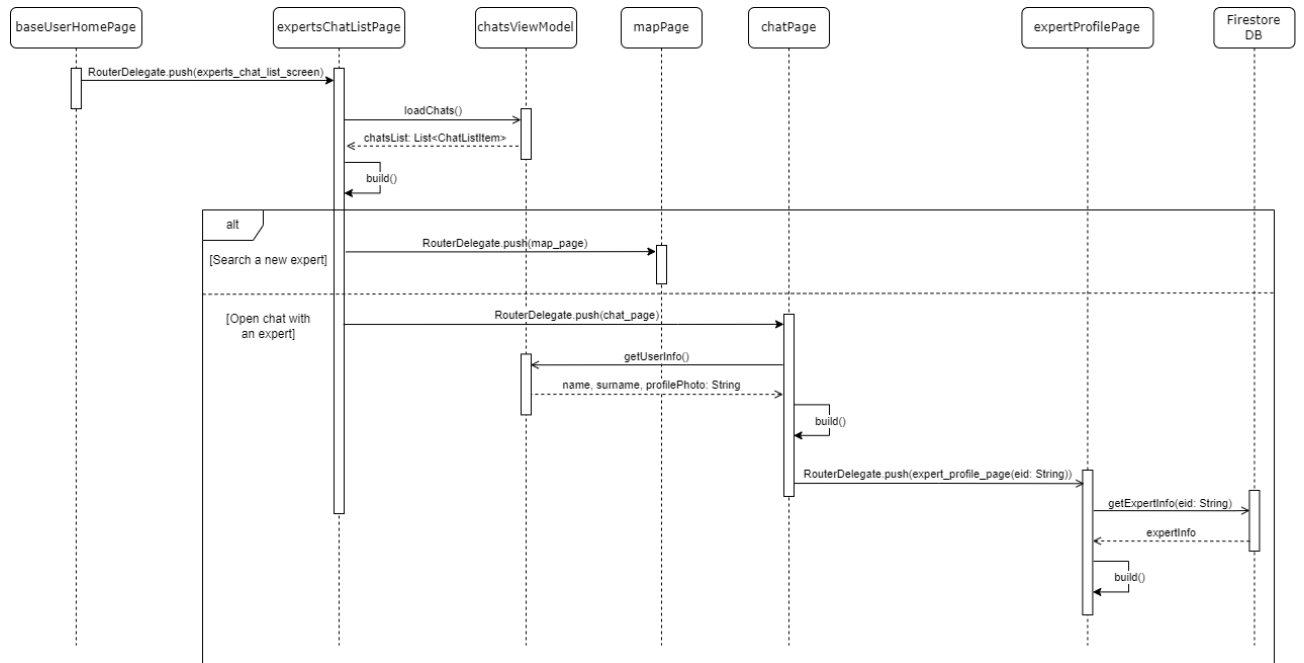 baseUserHomePage
expertsChatListPage
chatsViewModel
mapPage
chatPage
expertProfilePage
Firestore
DB
RouterDelegate.push(experts_chat_list_screen)
loadChats()
chatsList: List<ChatListItem>
build()
alt
[Search a new expert]
RouterDelegate.push(map_page)
[Open chat with
an expert]
RouterDelegate.push(chat_page)
getUserInfo()
name, surname, profilePhoto: String
build()
RouterDelegate.push(expert_profile_page(eid: String))
getExpertInfo(eid: String)
expertInfo
build()